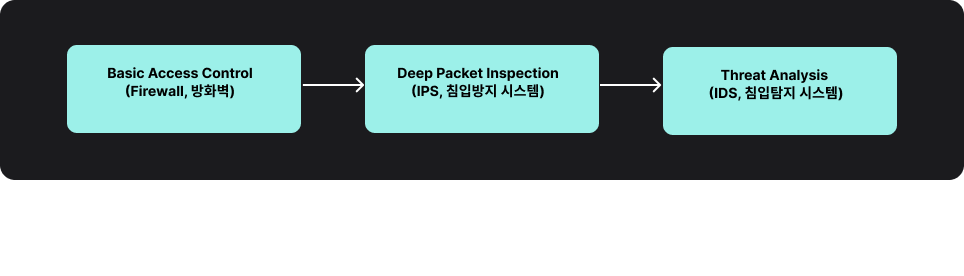 Basic Access Control
(Firewall, 방화벽)
Deep Packet Inspection
(IPS, 침입방지 시스템)
Threat Analysis
(IDS, 침입탐지 시스템)